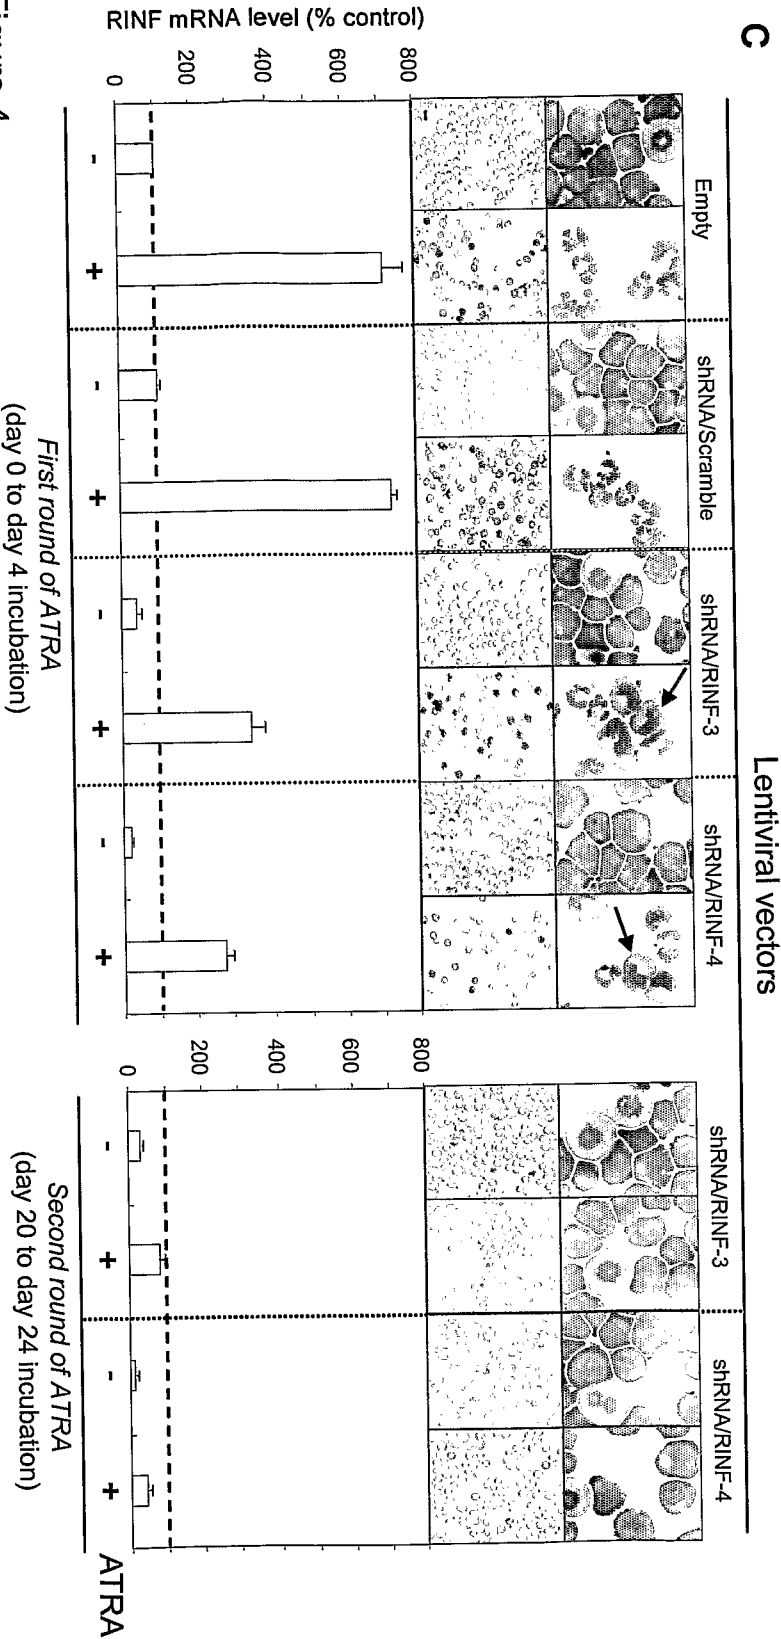 C
Lentiviral vectors
Empty
shRNA/Scramble
shRNA/RINF-3
shRNA/RINF-4
shRNA/RINF-3
shRNA/RINF-4
RINF mRNA level (% control)
800
600
400
200
0
800
600
400
200
0
- + - + - + - + - + - + ATRA
First round of ATRA
(day 0 to day 4 incubation)
Second round of ATRA
(day 20 to day 24 incubation)